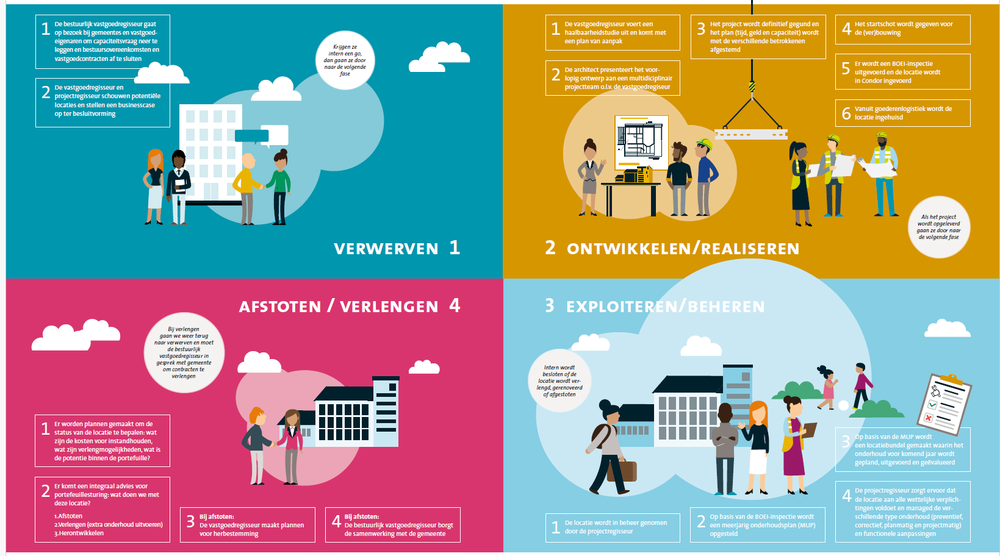 1
De bestuurlijk vastgoedregisseur gaat
op bezoek bij gemeentes en vastgoed-
eigenaren om capaciteitsvraag neer te
leggen en bestuursovereenkomsten en
vastgoedcontracten af te sluiten
2
De vastgoedregisseur en
projectregisseur schouwen potentiële
locaties en stellen een businesscase
op ter besluitvorming
Krijgen ze
intern een go,
dan gaan ze door
naar de volgende
fase
VERWERVEN 1
1
De vastgoedregisseur voert een
haalbaarheidstudie uit en komt met
een plan van aanpak
2
De architect presenteert het voor-
lopig ontwerp aan een multidiciplinair
projectteam o.l.v. de vastgoedregiseur
3
Het project wordt definitief gegund en
het plan (tijd, geld en capaciteit) wordt
met de verschillende betrokkenen
afgestemd
4
Het startschot wordt gegeven voor
de (ver)bouwing
5
Er wordt een BOEI-inspectie
uitgevoerd en de locatie wordt
in Condor ingevoerd
6
Vanuit goederenlogistiek wordt de
locatie ingehuisd
Als het project
wordt opgeleverd
gaan ze door naar
de volgende fase
2 ONTWIKKELEN/REALISEREN
AFSTOTEN / VERLENGEN 4
Bij verlengen
gaan we weer terug
naar verwerven en moet
de bestuurlijk
vastgoedregisseur in
gesprek met gemeente
om contracten te
verlengen
1
Er worden plannen gemaakt om de
status van de locatie te bepalen: wat
zijn de kosten voor instandhouden,
wat zijn verlengmogelijkheden, wat is
de potentie binnen de portefuille?
2
Er komt een integraal advies voor
portefeuillesturing: wat doen we met
deze locatie?
1.Afstoten
2.Verlengen (extra onderhoud uitvoeren)
3.Herontwikkelen
3
Bij afstoten:
De vastgoedregisseur maakt plannen
voor herbestemming
4
Bij afstoten:
De bestuurlijk vastgoedregisseur borgt
de samenwerking met de gemeente
3 EXPLOITEREN/BEHEREN
Intern wordt
besloten of de
locatie wordt ver-
lengd, gerenoveerd
of afgestoten
1
De locatie wordt in beheer genomen
door de projectregisseur
2
Op basis van de BOEI-inspectie wordt
een meerjarig onderhoudsplan (MUP)
opgesteld
3
Op basis van de MUP wordt
een locatiebundel gemaakt waarin het
onderhoud voor komend jaar wordt
gepland, uitgevoerd en geëvalueerd
4
De projectregisseur zorgt ervoor dat
de locatie aan alle wettelijke verplich-
tingen voldoet en managed de ver-
schillende type onderhoud (preventief,
correctief, planmatig en projectmatig)
en functionele aanpassingen